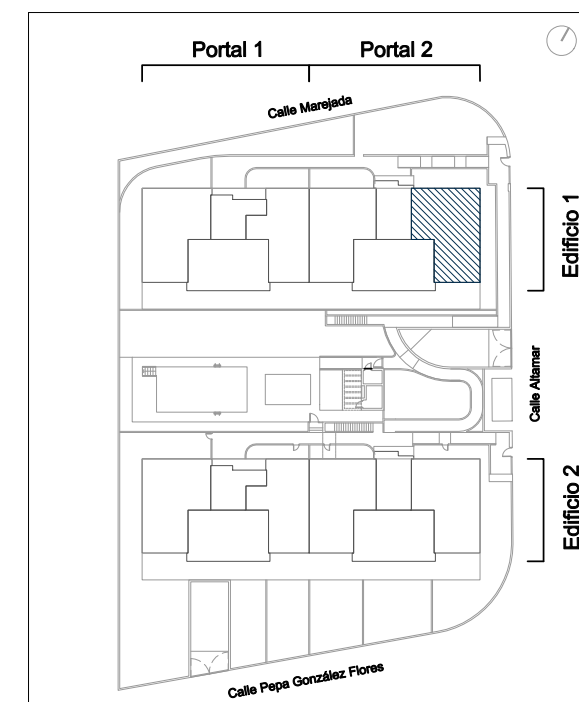 Portal 1
Portal 2
Calle Marejada
Edificio 1
Calle Altamar
Edificio 2
Calle Pepa González Flores